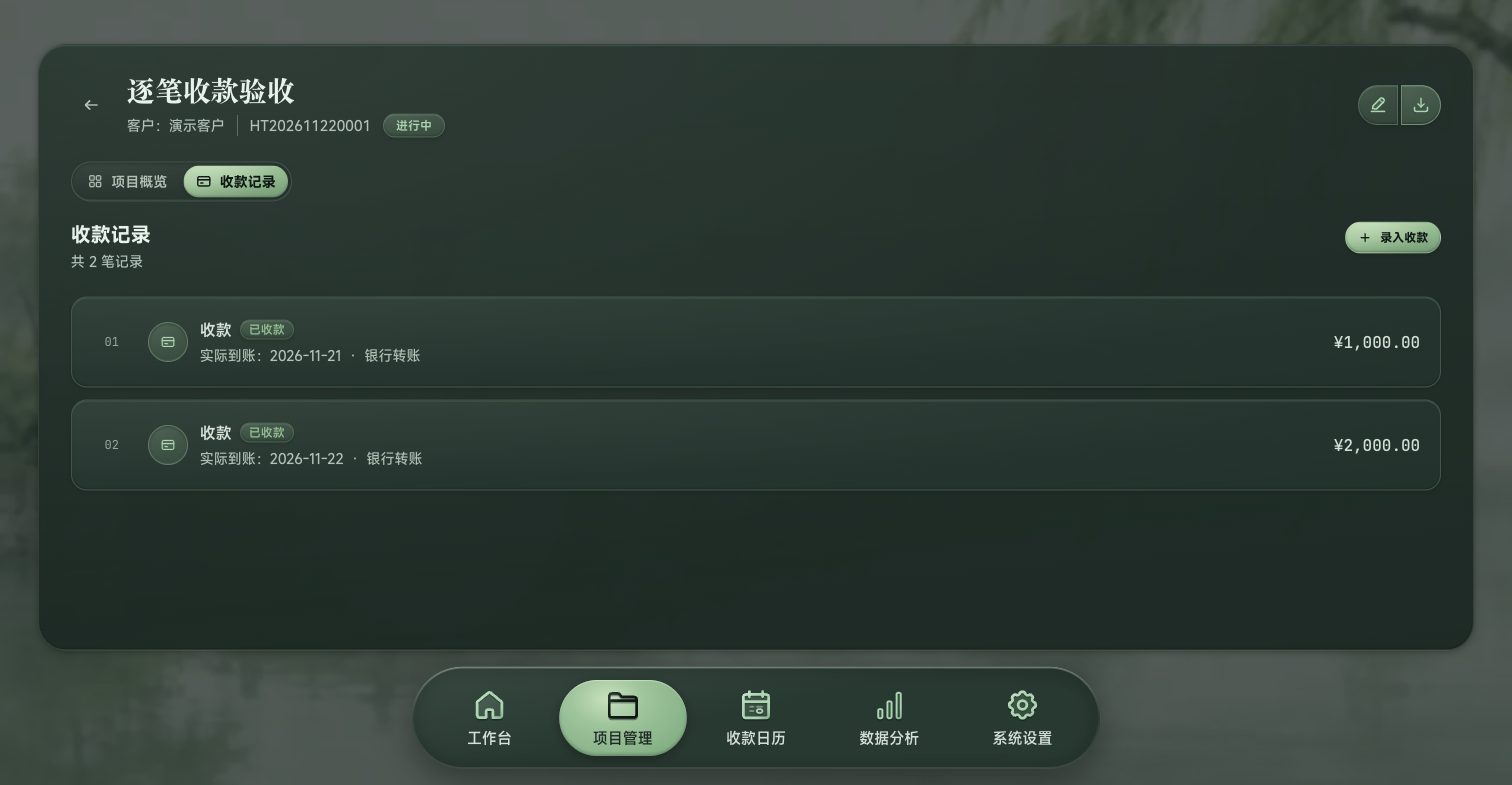 逐笔收款验收
客户：演示客户 HT202611220001 进行中
项目概览 收款记录
收款记录
+ 录入收款
共 2 笔记录
01 收款 已收款
实际到账：2026-11-21 · 银行转账
¥1,000.00
02 收款 已收款
实际到账：2026-11-22 · 银行转账
¥2,000.00
工作台 项目管理 收款日历 数据分析 系统设置